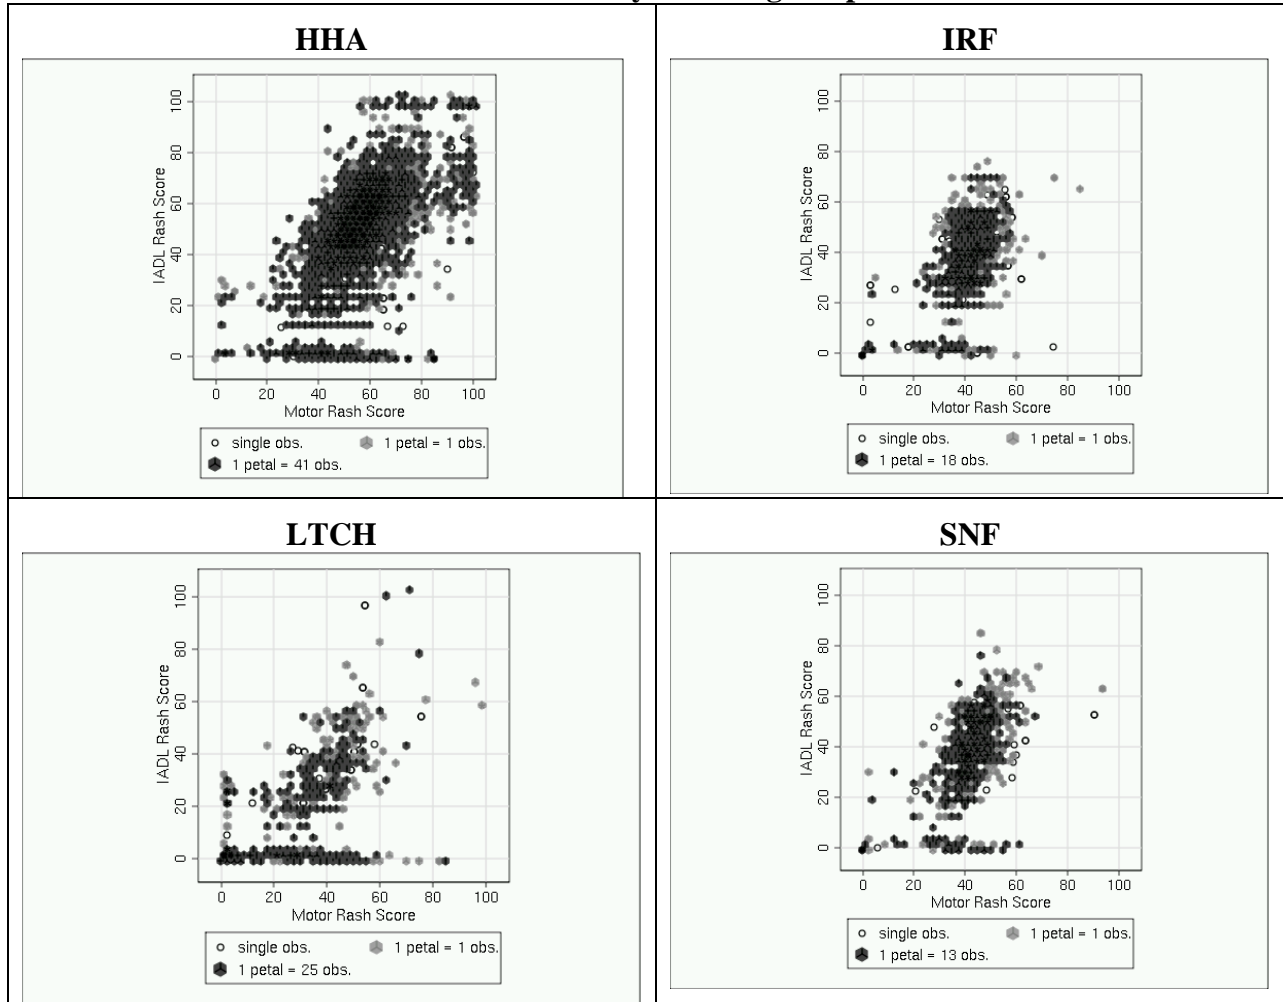 HHA
IADL Rash Score
100
80
60
40
20
0
0 20 40 60 80 100
Motor Rash Score
single obs. 1 petal = 1 obs.
1 petal = 41 obs.
IRF
IADL Rash Score
100
80
60
40
20
0
0 20 40 60 80 100
Motor Rash Score
single obs. 1 petal = 1 obs.
1 petal = 18 obs.
LTCH
IADL Rash Score
100
80
60
40
20
0
0 20 40 60 80 100
Motor Rash Score
single obs. 1 petal = 1 obs.
1 petal = 25 obs.
SNF
IADL Rash Score
100
80
60
40
20
0
0 20 40 60 80 100
Motor Rash Score
single obs. 1 petal = 1 obs.
1 petal = 13 obs.